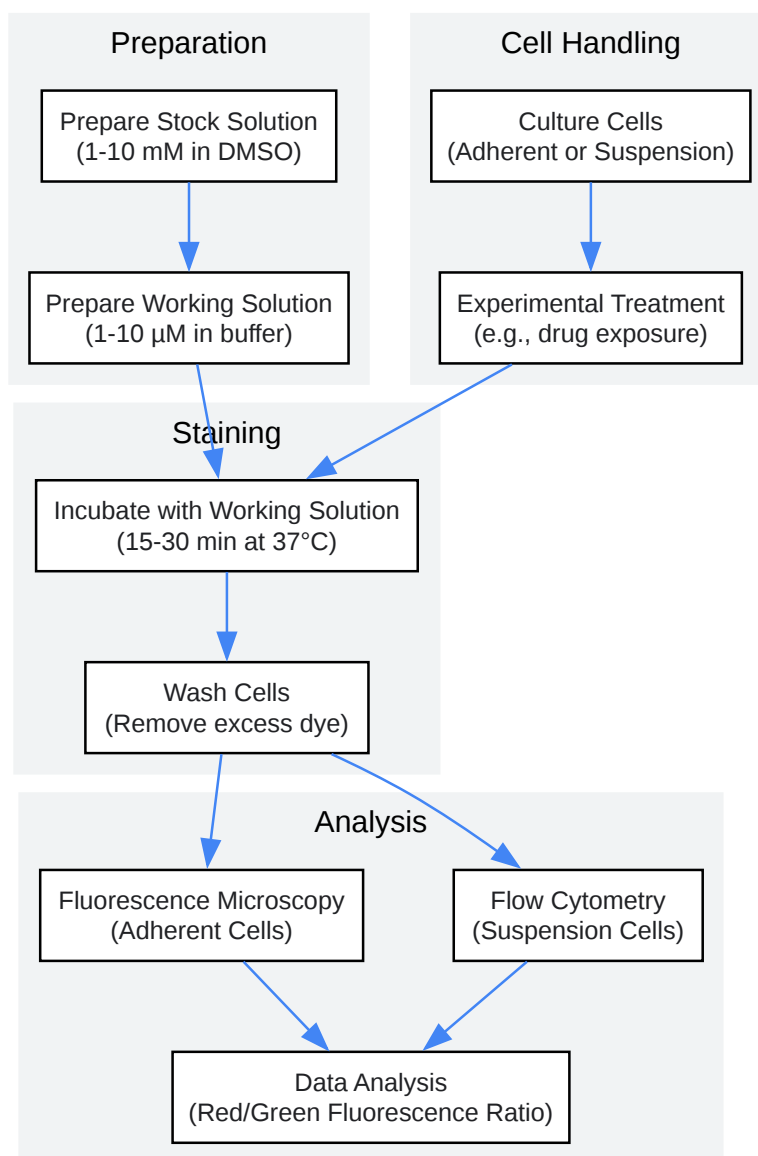 Preparation
Prepare Stock Solution
(1-10 mM in DMSO)
Prepare Working Solution
(1-10 µM in buffer)
Cell Handling
Culture Cells
(Adherent or Suspension)
Experimental Treatment
(e.g., drug exposure)
Staining
Incubate with Working Solution
(15-30 min at 37°C)
Wash Cells
(Remove excess dye)
Analysis
Fluorescence Microscopy
(Adherent Cells)
Flow Cytometry
(Suspension Cells)
Data Analysis
(Red/Green Fluorescence Ratio)